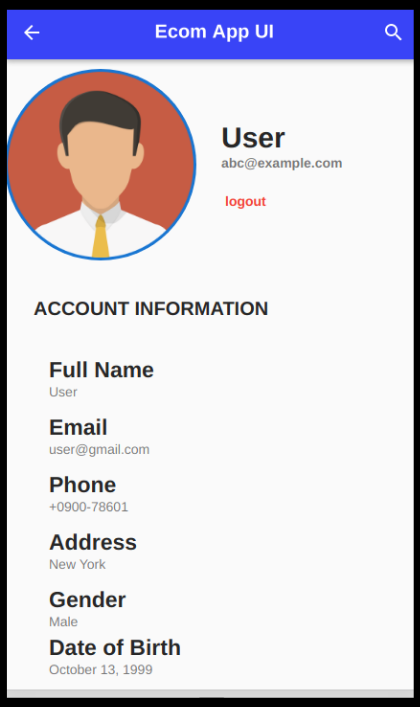 Ecom App UI
User
abc@example.com
logout
ACCOUNT INFORMATION
Full Name
User
Email
user@gmail.com
Phone
+0900-78601
Address
New York
Gender
Male
Date of Birth
October 13, 1999